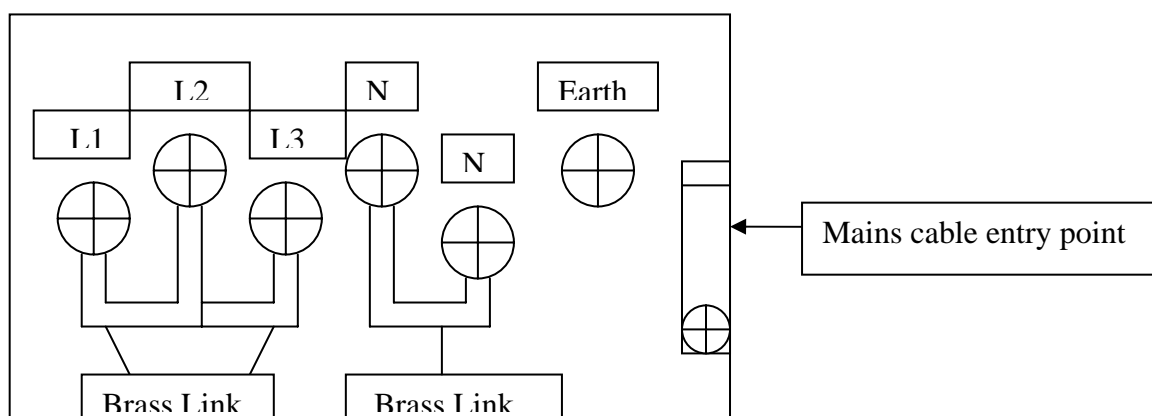 L2
N
Earth
L1
L3
N
Mains cable entry point
Brass Link
Brass Link